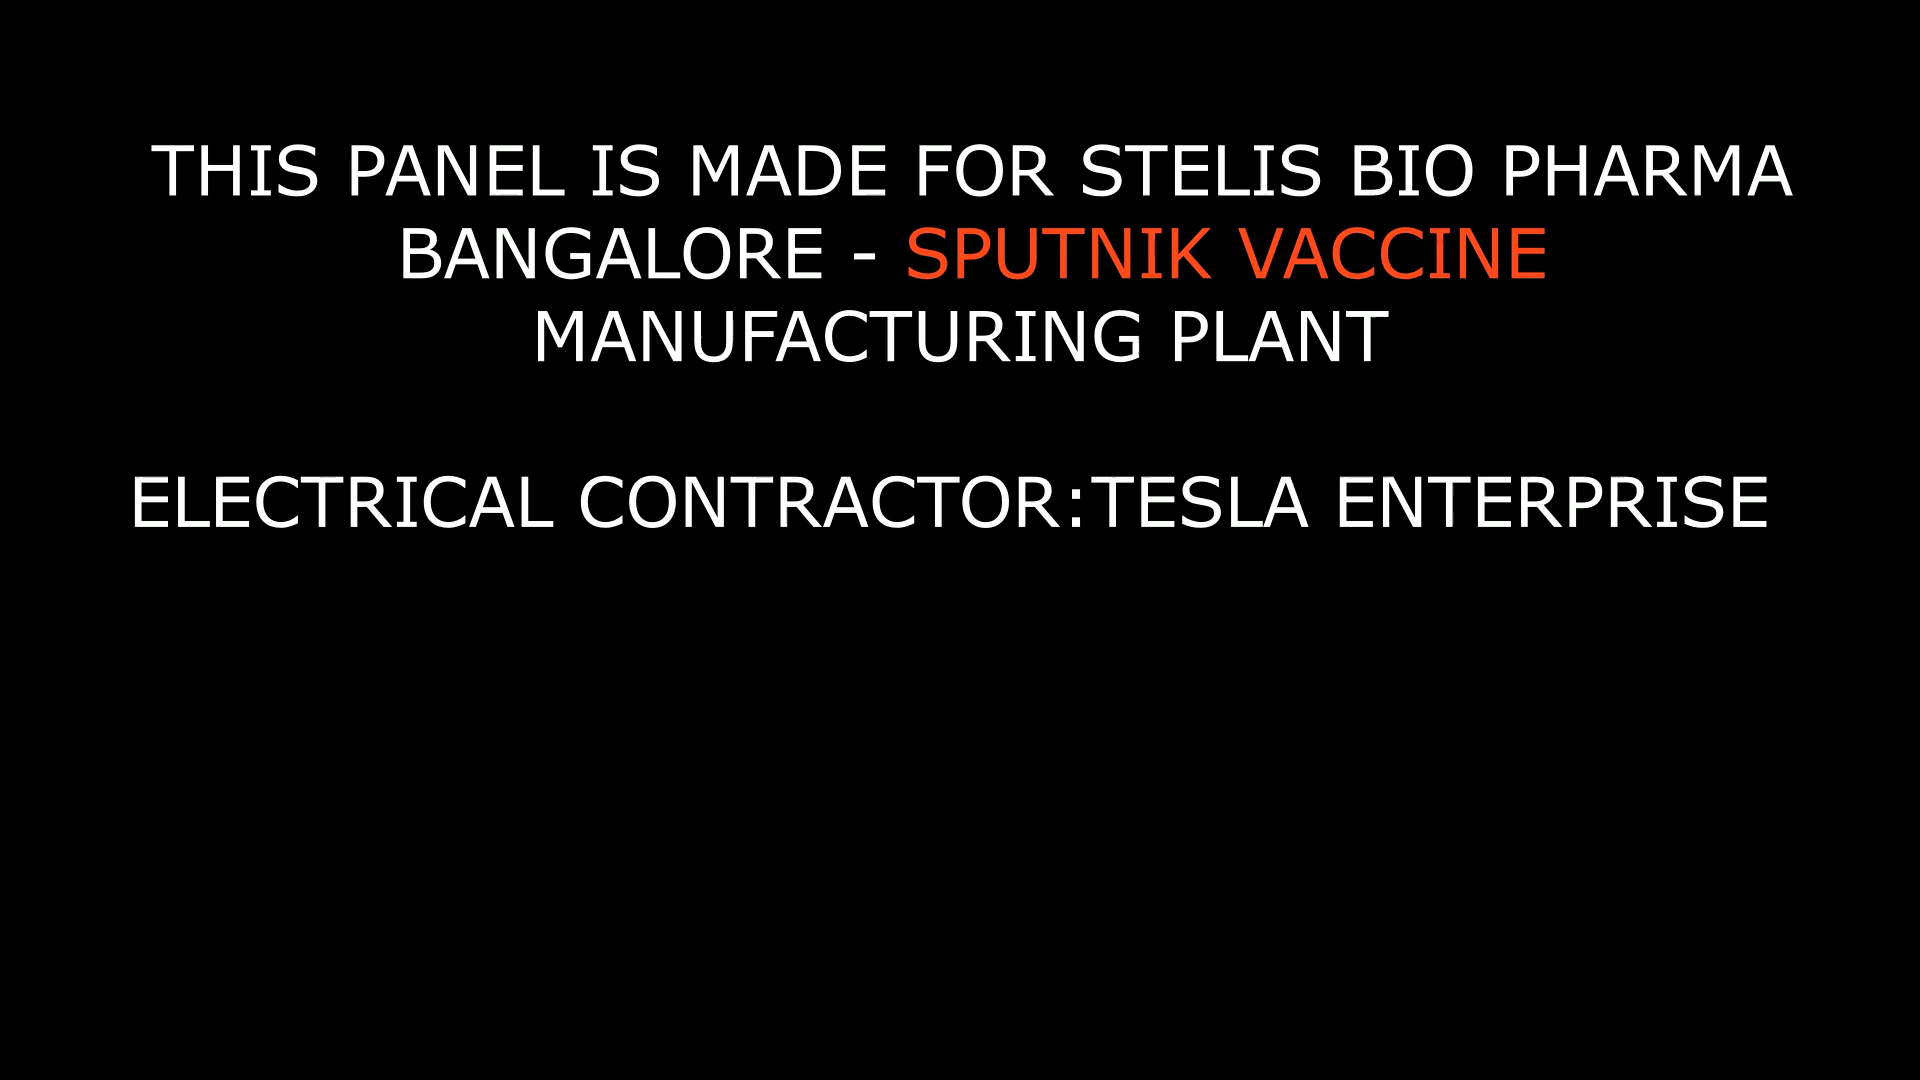 THIS PANEL IS MADE FOR STELIS BIO PHARMA
BANGALORE - SPUTNIK VACCINE
MANUFACTURING PLANT
ELECTRICAL CONTRACTOR:TESLA ENTERPRISE